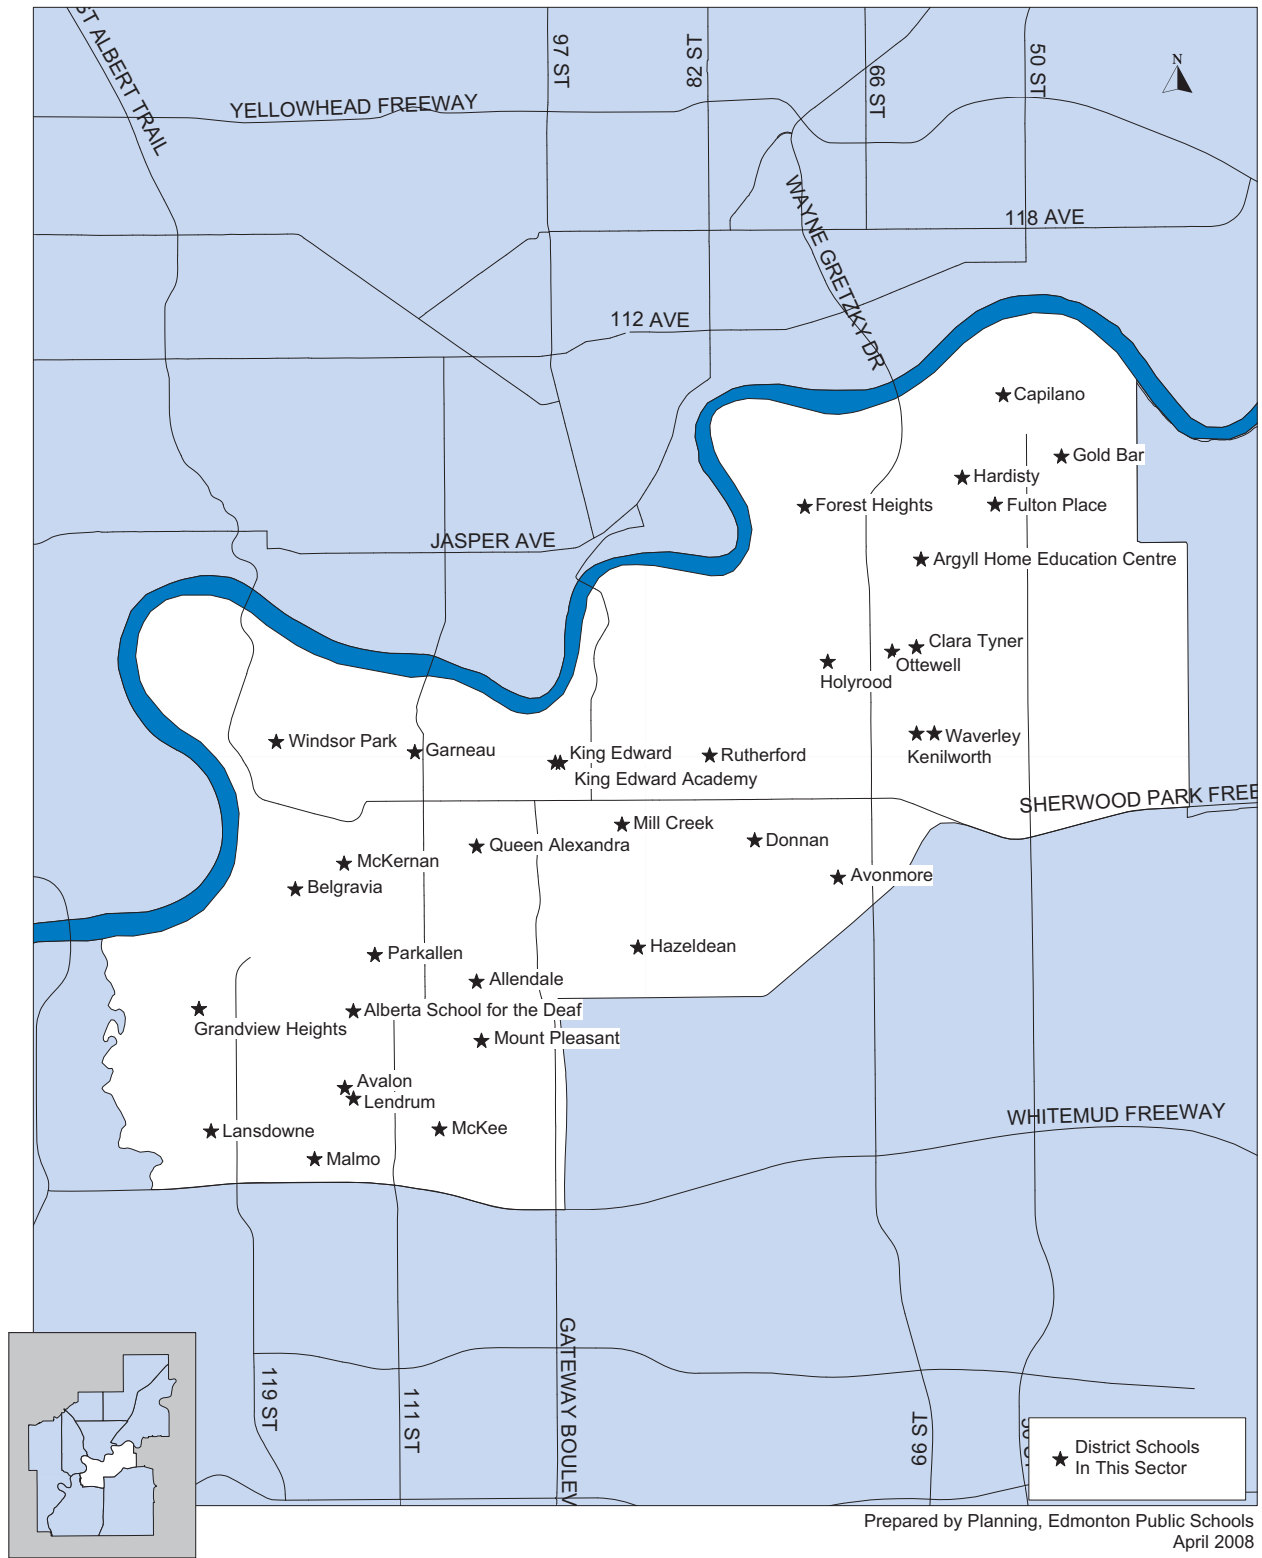 ST ALBERT TRAIL
97 ST
82 ST
66 ST
50 ST
N
YELLOWHEAD FREEWAY
WAYNE GRETZKY DR
118 AVE
112 AVE
Capilano
Gold Bar
Hardisty
Forest Heights
Fulton Place
JASPER AVE
Argyll Home Education Centre
Clara Tyner
Ottewell
Holyrood
Windsor Park
Garneau
King Edward
King Edward Academy
Rutherford
Waverley
Kenilworth
SHERWOOD PARK FREE
Mill Creek
Queen Alexandra
Donnan
McKernan
Belgravia
Avonmore
Hazeldean
Parkallen
Allendale
Alberta School for the Deaf
Grandview Heights
Mount Pleasant
Avalon
Lendrum
Lansdowne
McKee
Malmo
WHITEMUD FREEWAY
119 ST
111 ST
GATEWAY BOULEV
66 ST
District Schools
In This Sector
Prepared by Planning, Edmonton Public Schools
April 2008